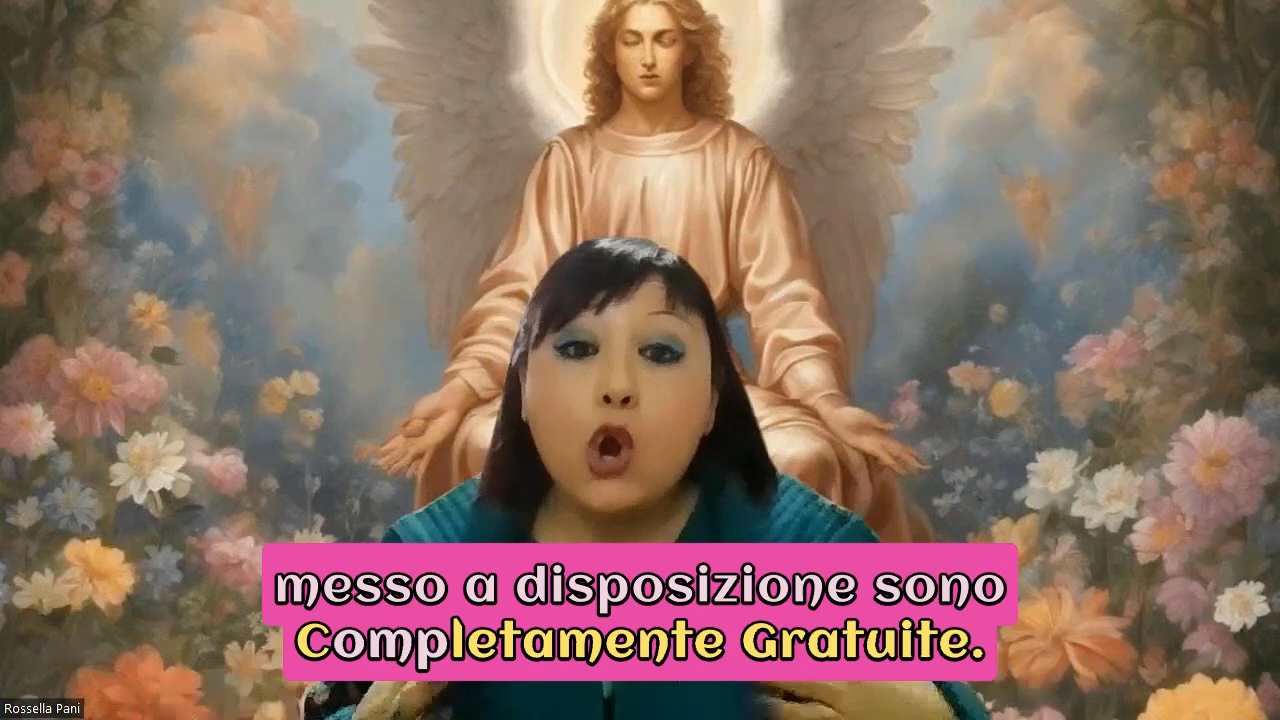 messo a disposizione sono
Completamente Gratuite.
Rossella Pani